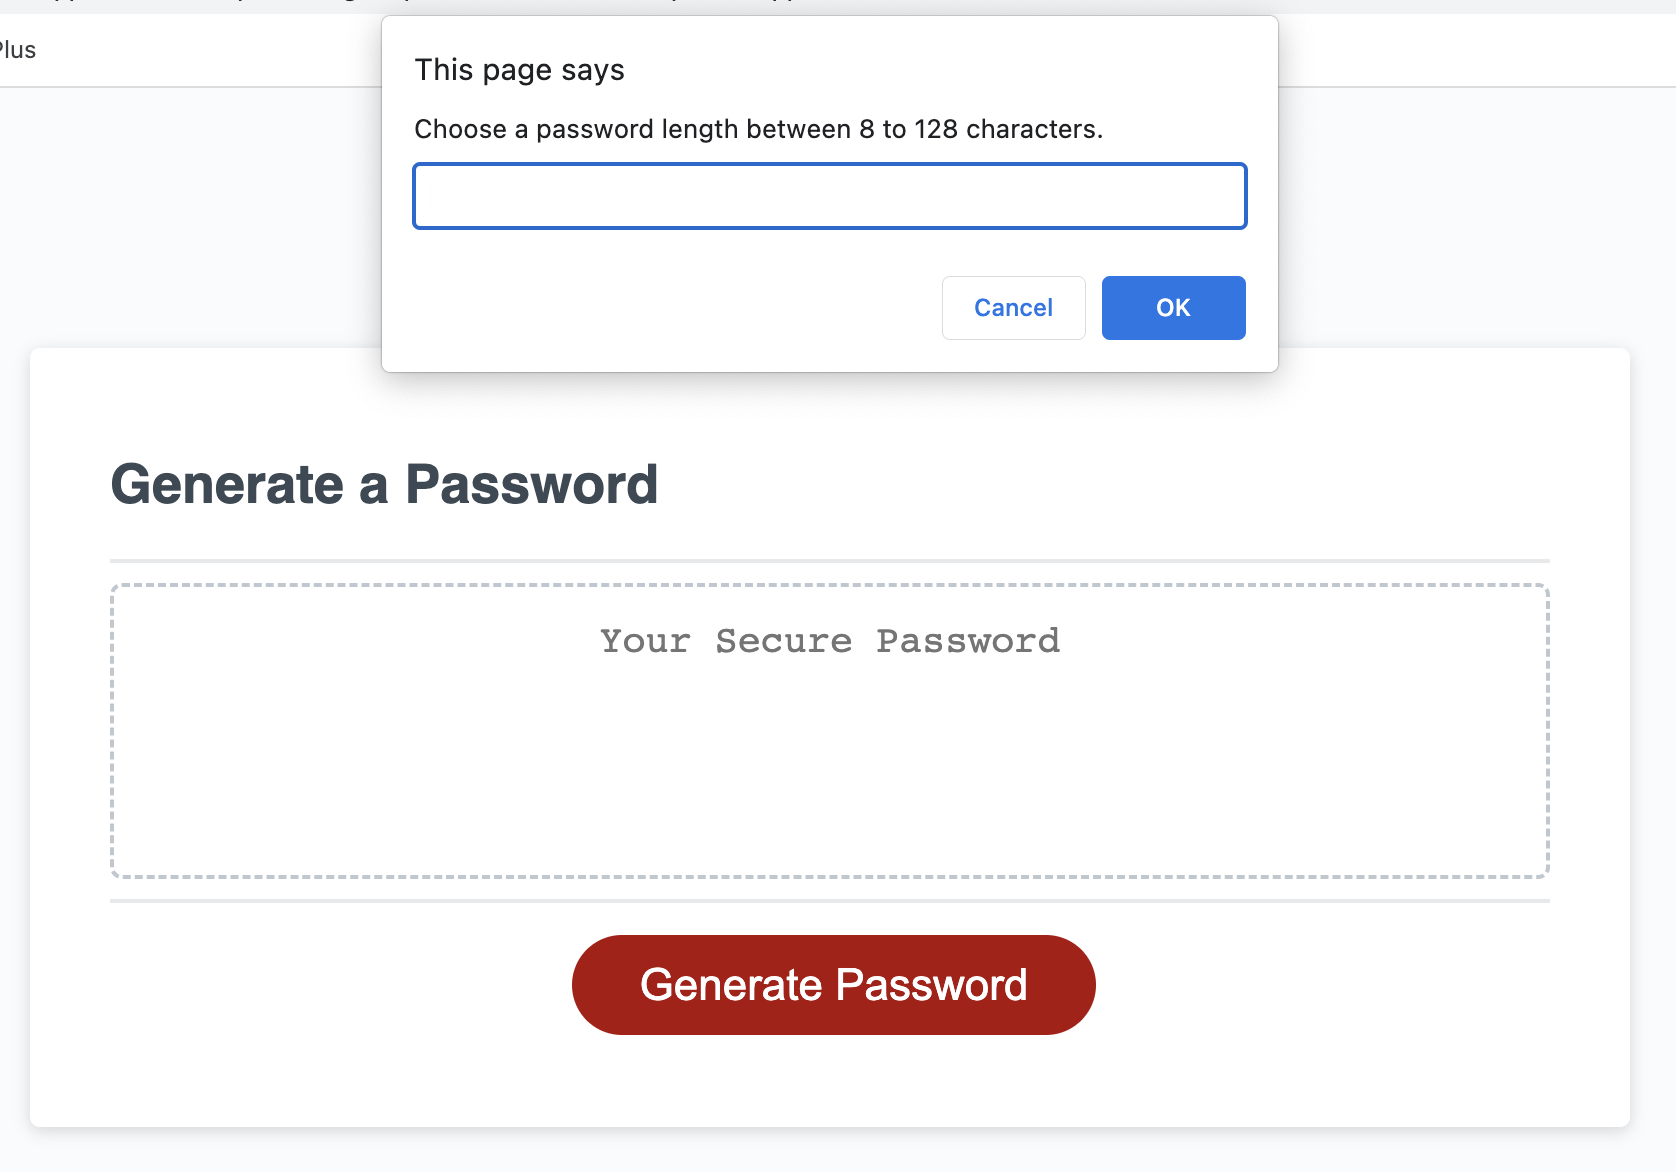 This page says
Choose a password length between 8 to 128 characters.
Cancel
OK
Generate a Password
Your Secure Password
Generate Password